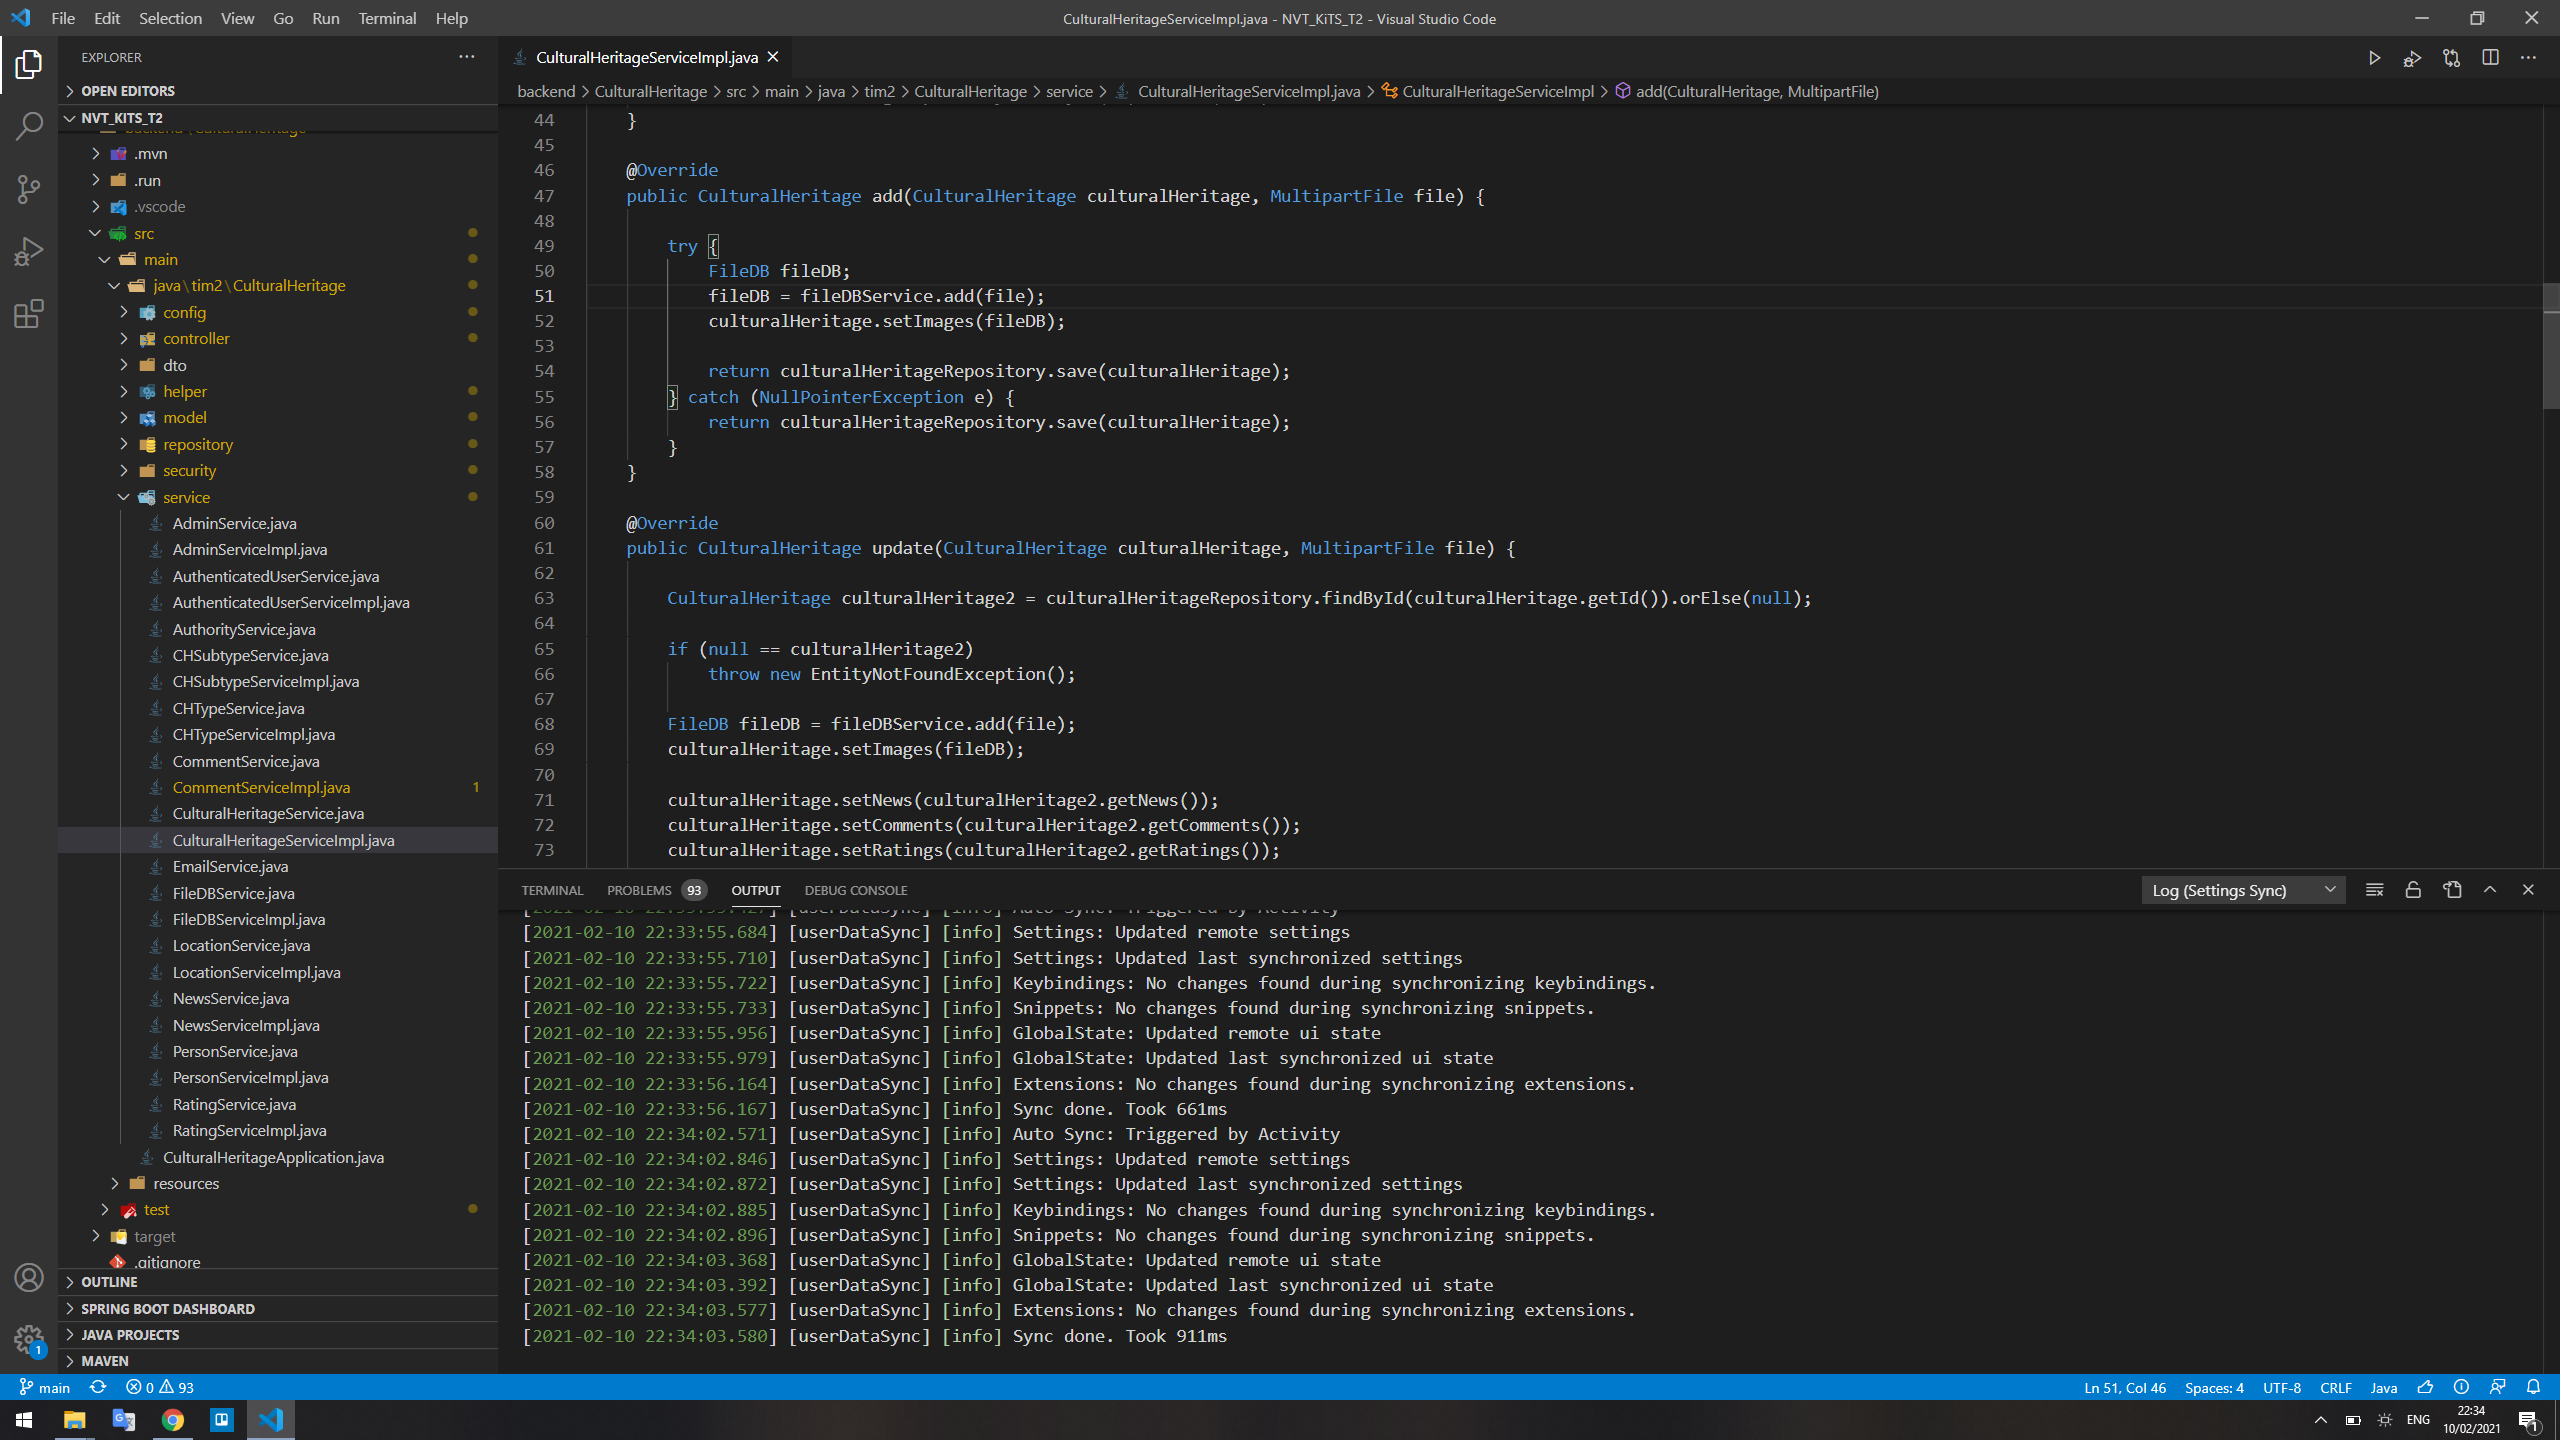 File Edit Selection View Go Run Terminal Help
CulturalHeritageServiceImpl.java - NVT_KiTS_T2 - Visual Studio Code
EXPLORER
OPEN EDITORS
NVT_KITS_T2
.mvn
.run
.vscode
src
main
java\tim2\CulturalHeritage
config
controller
dto
helper
model
repository
security
service
AdminService.java
AdminServiceImpl.java
AuthenticatedUserService.java
AuthenticatedUserServiceImpl.java
AuthorityService.java
CHSubtypeService.java
CHSubtypeServiceImpl.java
CHTypeService.java
CHTypeServiceImpl.java
CommentService.java
CommentServiceImpl.java 1
CulturalHeritageService.java
CulturalHeritageServiceImpl.java
EmailService.java
FileDBService.java
FileDBServiceImpl.java
LocationService.java
LocationServiceImpl.java
NewsService.java
NewsServiceImpl.java
PersonService.java
PersonServiceImpl.java
RatingService.java
RatingServiceImpl.java
CulturalHeritageApplication.java
resources
test
target
.gitignore
OUTLINE
SPRING BOOT DASHBOARD
JAVA PROJECTS
MAVEN
1
CulturalHeritageServiceImpl.java
backend > CulturalHeritage > src > main > java > tim2 > CulturalHeritage > service > CulturalHeritageServiceImpl.java > CulturalHeritageServiceImpl > add(CulturalHeritage, MultipartFile)
44 }
45
46 @Override
47 public CulturalHeritage add(CulturalHeritage culturalHeritage, MultipartFile file) {
48
49 try {
50 FileDB fileDB;
51 fileDB = fileDBService.add(file);
52 culturalHeritage.setImages(fileDB);
53
54 return culturalHeritageRepository.save(culturalHeritage);
55 } catch (NullPointerException e) {
56 return culturalHeritageRepository.save(culturalHeritage);
57 }
58 }
59
60 @Override
61 public CulturalHeritage update(CulturalHeritage culturalHeritage, MultipartFile file) {
62
63 CulturalHeritage culturalHeritage2 = culturalHeritageRepository.findById(culturalHeritage.getId()).orElse(null);
64
65 if (null == culturalHeritage2)
66 throw new EntityNotFoundException();
67
68 FileDB fileDB = fileDBService.add(file);
69 culturalHeritage.setImages(fileDB);
70
71 culturalHeritage.setNews(culturalHeritage2.getNews());
72 culturalHeritage.setComments(culturalHeritage2.getComments());
73 culturalHeritage.setRatings(culturalHeritage2.getRatings());
TERMINAL PROBLEMS 93 OUTPUT DEBUG CONSOLE Log (Settings Sync)
[2021-02-10 22:33:55.684] [userDataSync] [info] Settings: Updated remote settings
[2021-02-10 22:33:55.710] [userDataSync] [info] Settings: Updated last synchronized settings
[2021-02-10 22:33:55.722] [userDataSync] [info] Keybindings: No changes found during synchronizing keybindings.
[2021-02-10 22:33:55.733] [userDataSync] [info] Snippets: No changes found during synchronizing snippets.
[2021-02-10 22:33:55.956] [userDataSync] [info] GlobalState: Updated remote ui state
[2021-02-10 22:33:55.979] [userDataSync] [info] GlobalState: Updated last synchronized ui state
[2021-02-10 22:33:56.164] [userDataSync] [info] Extensions: No changes found during synchronizing extensions.
[2021-02-10 22:33:56.167] [userDataSync] [info] Sync done. Took 661ms
[2021-02-10 22:34:02.571] [userDataSync] [info] Auto Sync: Triggered by Activity
[2021-02-10 22:34:02.846] [userDataSync] [info] Settings: Updated remote settings
[2021-02-10 22:34:02.872] [userDataSync] [info] Settings: Updated last synchronized settings
[2021-02-10 22:34:02.885] [userDataSync] [info] Keybindings: No changes found during synchronizing keybindings.
[2021-02-10 22:34:02.896] [userDataSync] [info] Snippets: No changes found during synchronizing snippets.
[2021-02-10 22:34:03.368] [userDataSync] [info] GlobalState: Updated remote ui state
[2021-02-10 22:34:03.392] [userDataSync] [info] GlobalState: Updated last synchronized ui state
[2021-02-10 22:34:03.577] [userDataSync] [info] Extensions: No changes found during synchronizing extensions.
[2021-02-10 22:34:03.580] [userDataSync] [info] Sync done. Took 911ms
main 0 93 Ln 51, Col 46 Spaces: 4 UTF-8 CRLF Java
ENG 22:34
10/02/2021 1